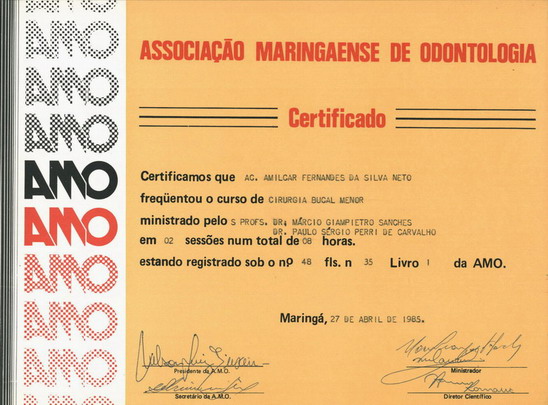 AMO
AMO
AMO
AMO
AMO
AMO
AMO
AMO
AMO
ASSOCIAÇÃO MARINGAENSE DE ODONTOLOGIA
Certificado
Certificamos que AC. AMILCAR FERNANDES DA SILVA NETO
freqüentou o curso de CIRURGIA BUCAL MENOR
ministrado pelo S PROFS. DR. MÁRCIO GIAMPIETRO SANCHES
DR. PAULO SÉRGIO PERRI DE CARVALHO
em 02 sessões num total de 08 horas.
estando registrado sob o nº 48 fls. n 35 Livro I da AMO.
Maringá, 27 DE ABRIL DE 1985.
Presidente da A.M.O.
Ministrador
Secretário da A.M.O.
Diretor Científico